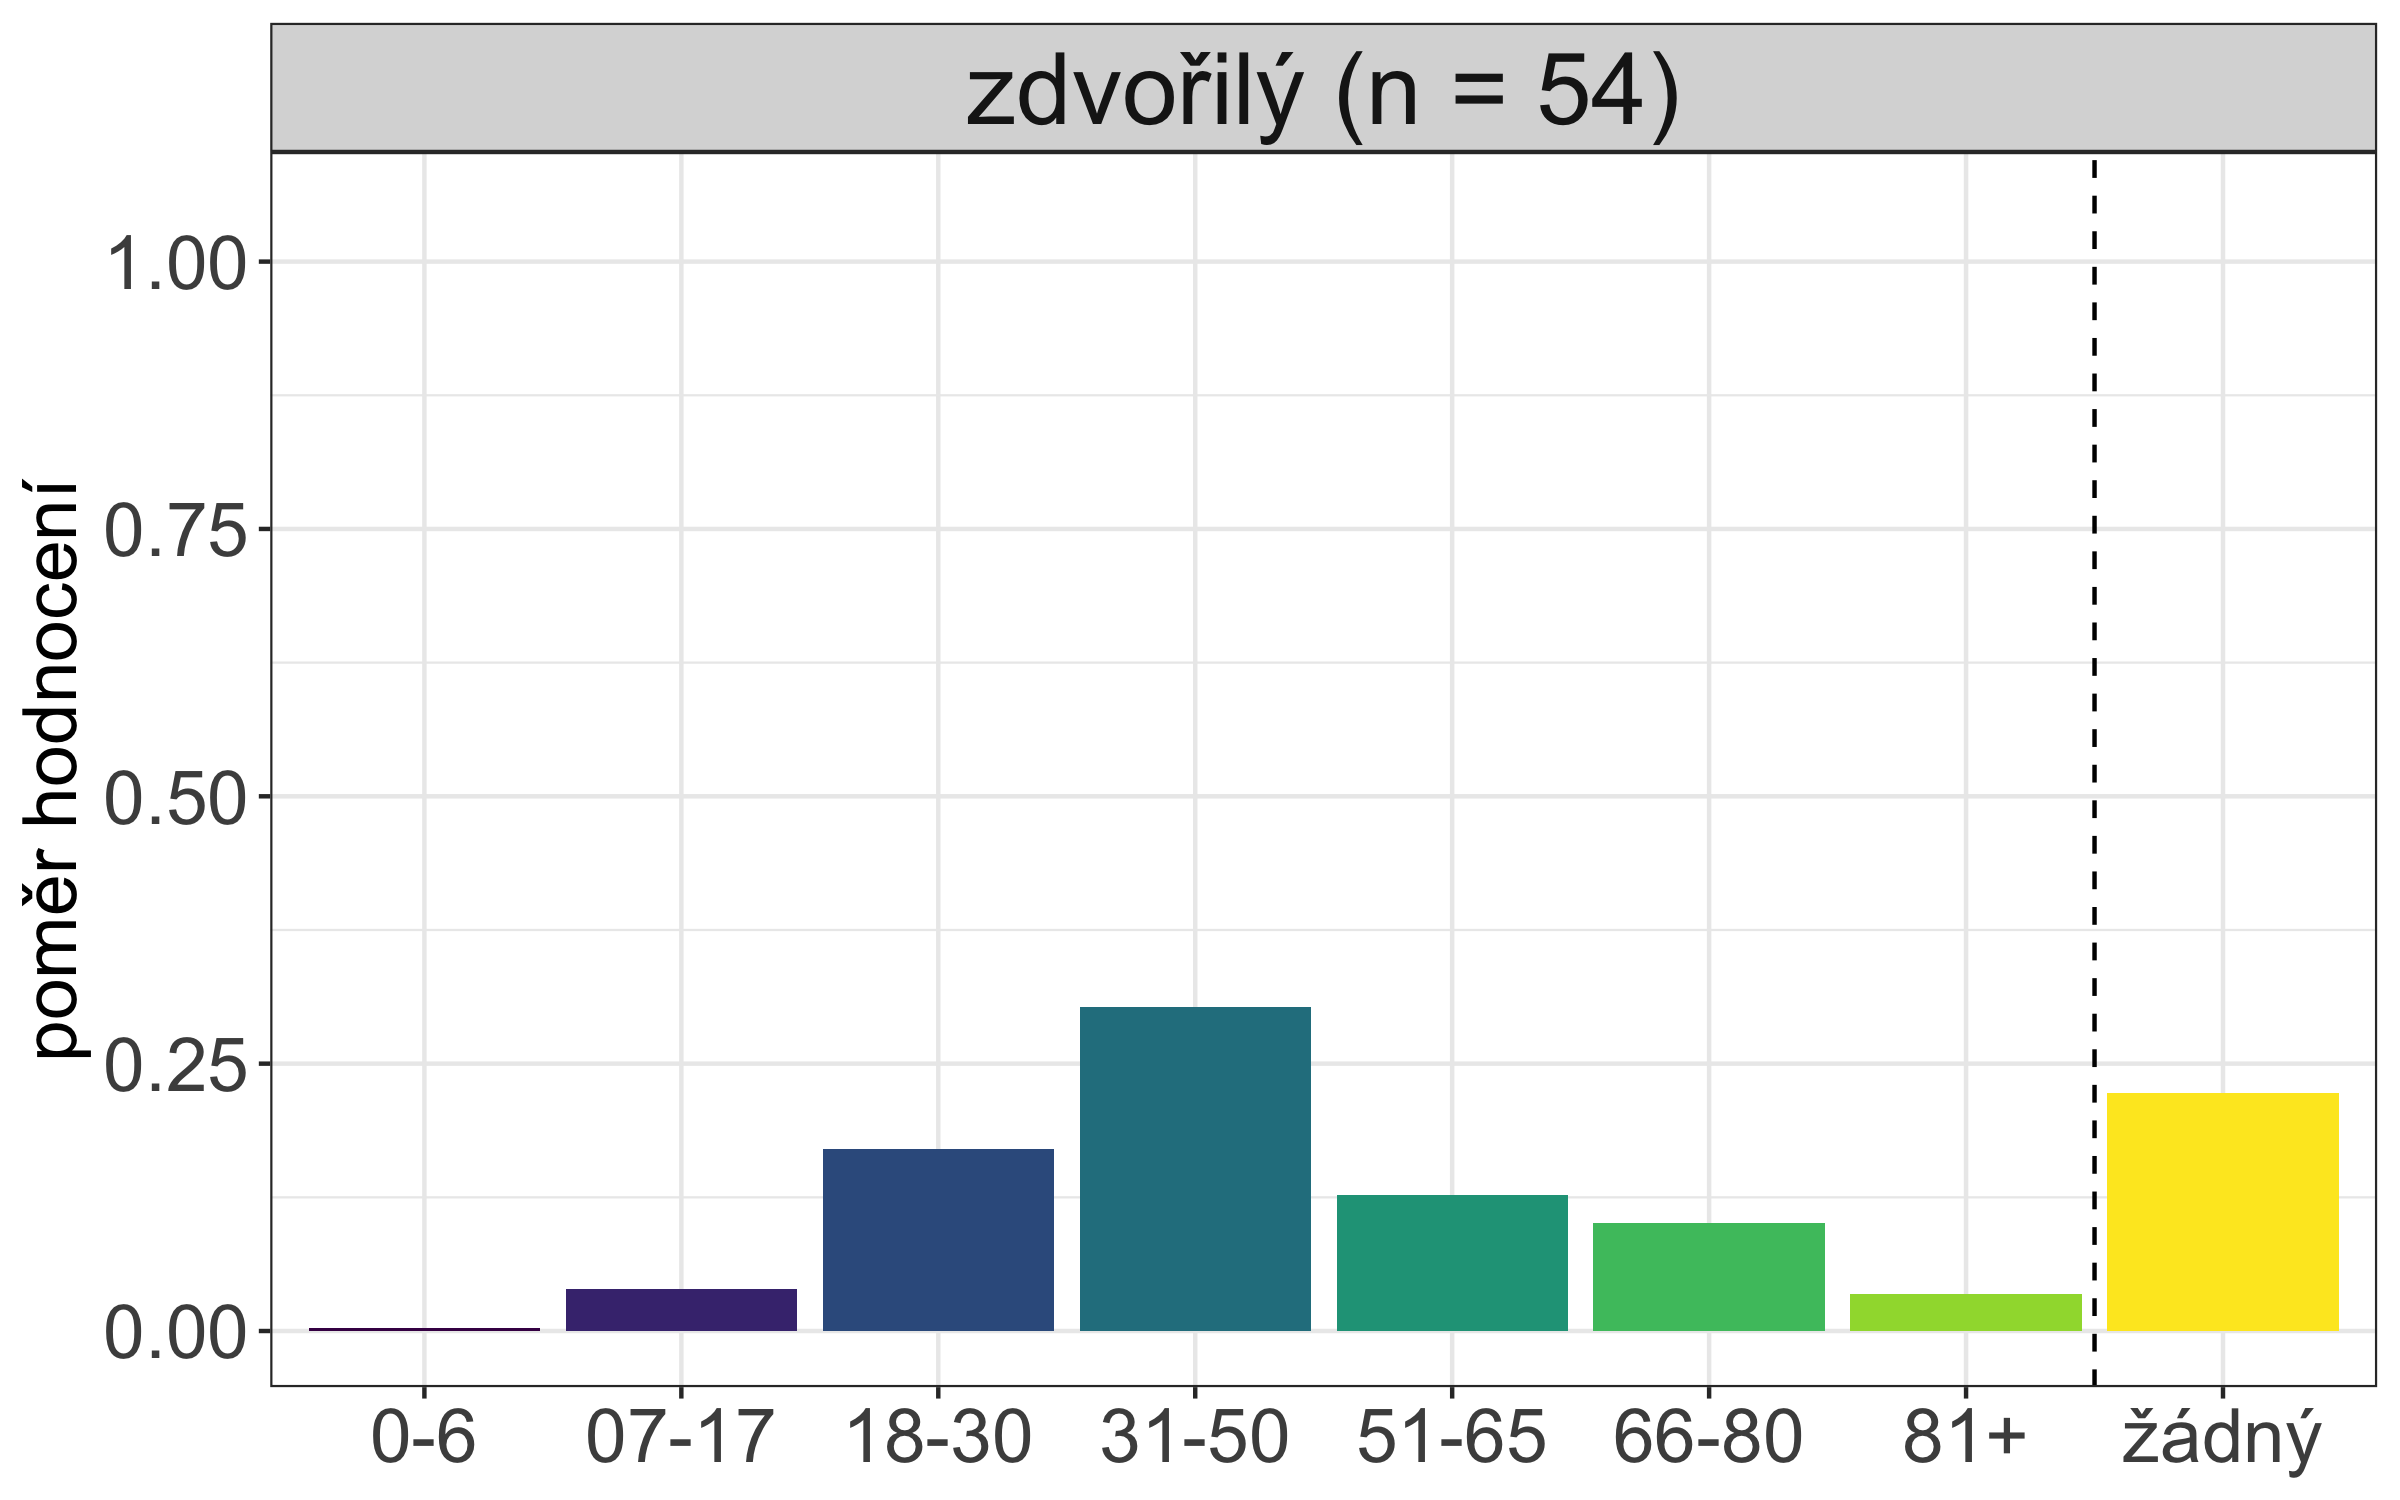 zdvořilý (n = 54)
poměr hodnocení
1.00
0.75
0.50
0.25
0.00
0-6 07-17 18-30 31-50 51-65 66-80 81+ žádný